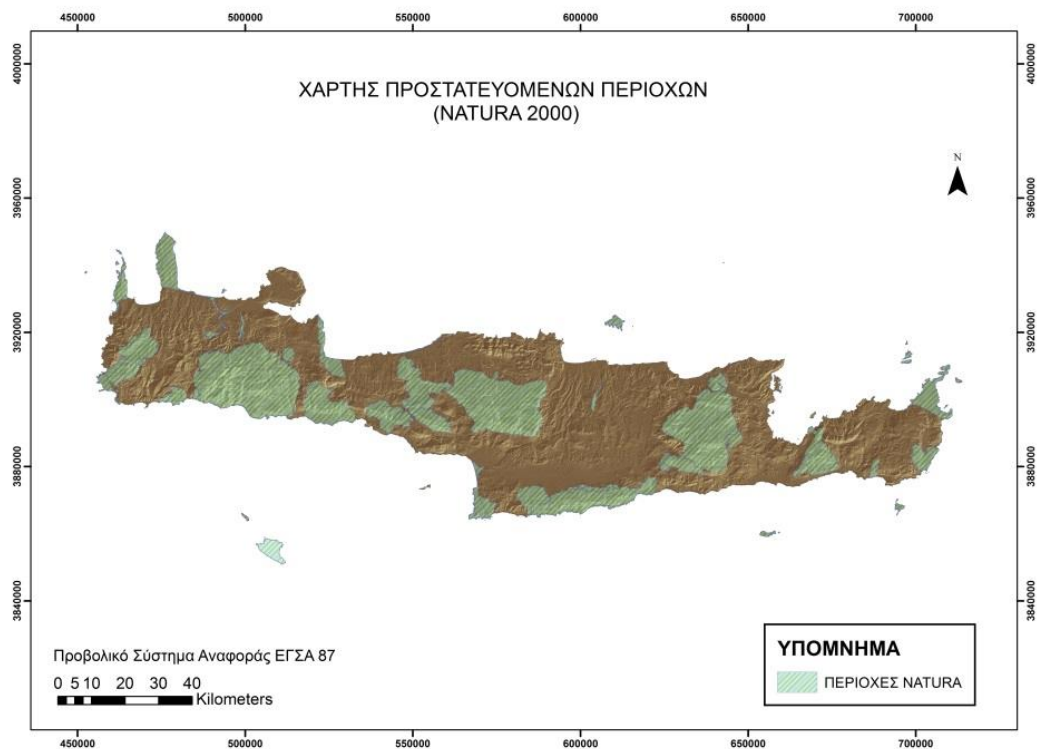 450000 500000 550000 600000 650000 700000
4000000 4000000
ΧΑΡΤΗΣ ΠΡΟΣΤΑΤΕΥΟΜΕΝΩΝ ΠΕΡΙΟΧΩΝ
(NATURA 2000)
N
3960000 3960000
3920000 3920000
3880000 3880000
3840000 3840000
Προβολικό Σύστημα Αναφοράς ΕΓΣΑ 87
0 5 10 20 30 40
Kilometers
ΥΠΟΜΝΗΜΑ
ΠΕΡΙΟΧΕΣ NATURA
450000 500000 550000 600000 650000 700000